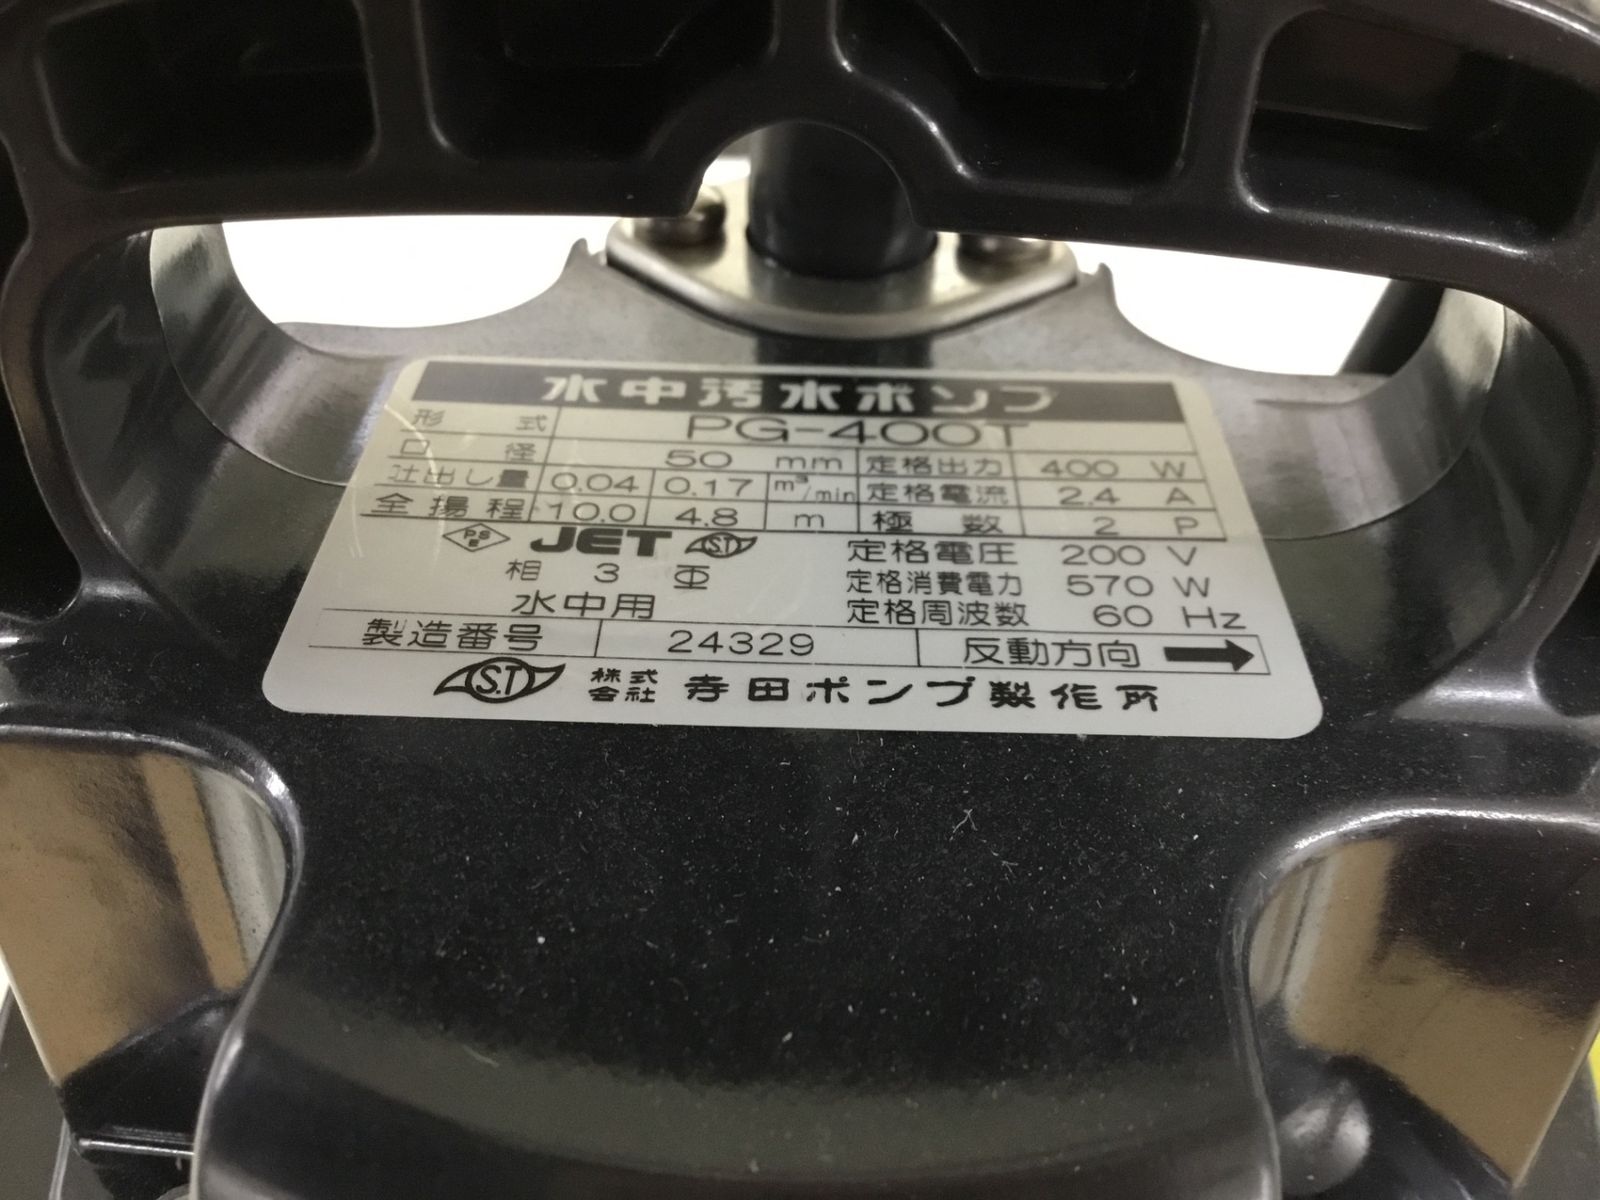 水中汚水ポンプ
形式 PG-400T
口径 50 mm 定格出力 400 W
吐出し量 0.04 0.17 m³/min 定格電流 2.4 A
全揚程 10.0 4.8 m 極数 2 P
PSE JET S.T 定格電圧 200 V
相 3 定格消費電力 570 W
水中用 定格周波数 60 Hz
製造番号 24329 反動方向 →
S.T 株式会社 寺田ポンプ製作所